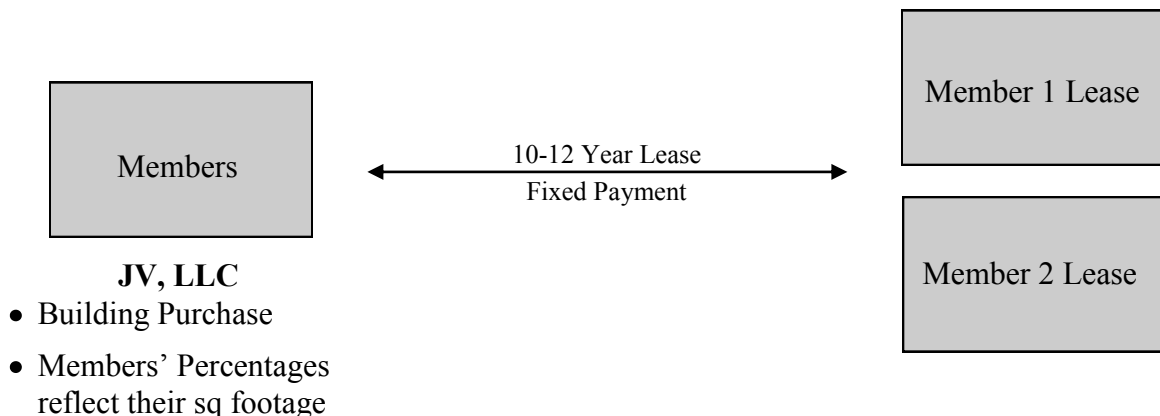 Members
JV, LLC
• Building Purchase
• Members’ Percentages
reflect their sq footage
10-12 Year Lease
Fixed Payment
Member 1 Lease
Member 2 Lease